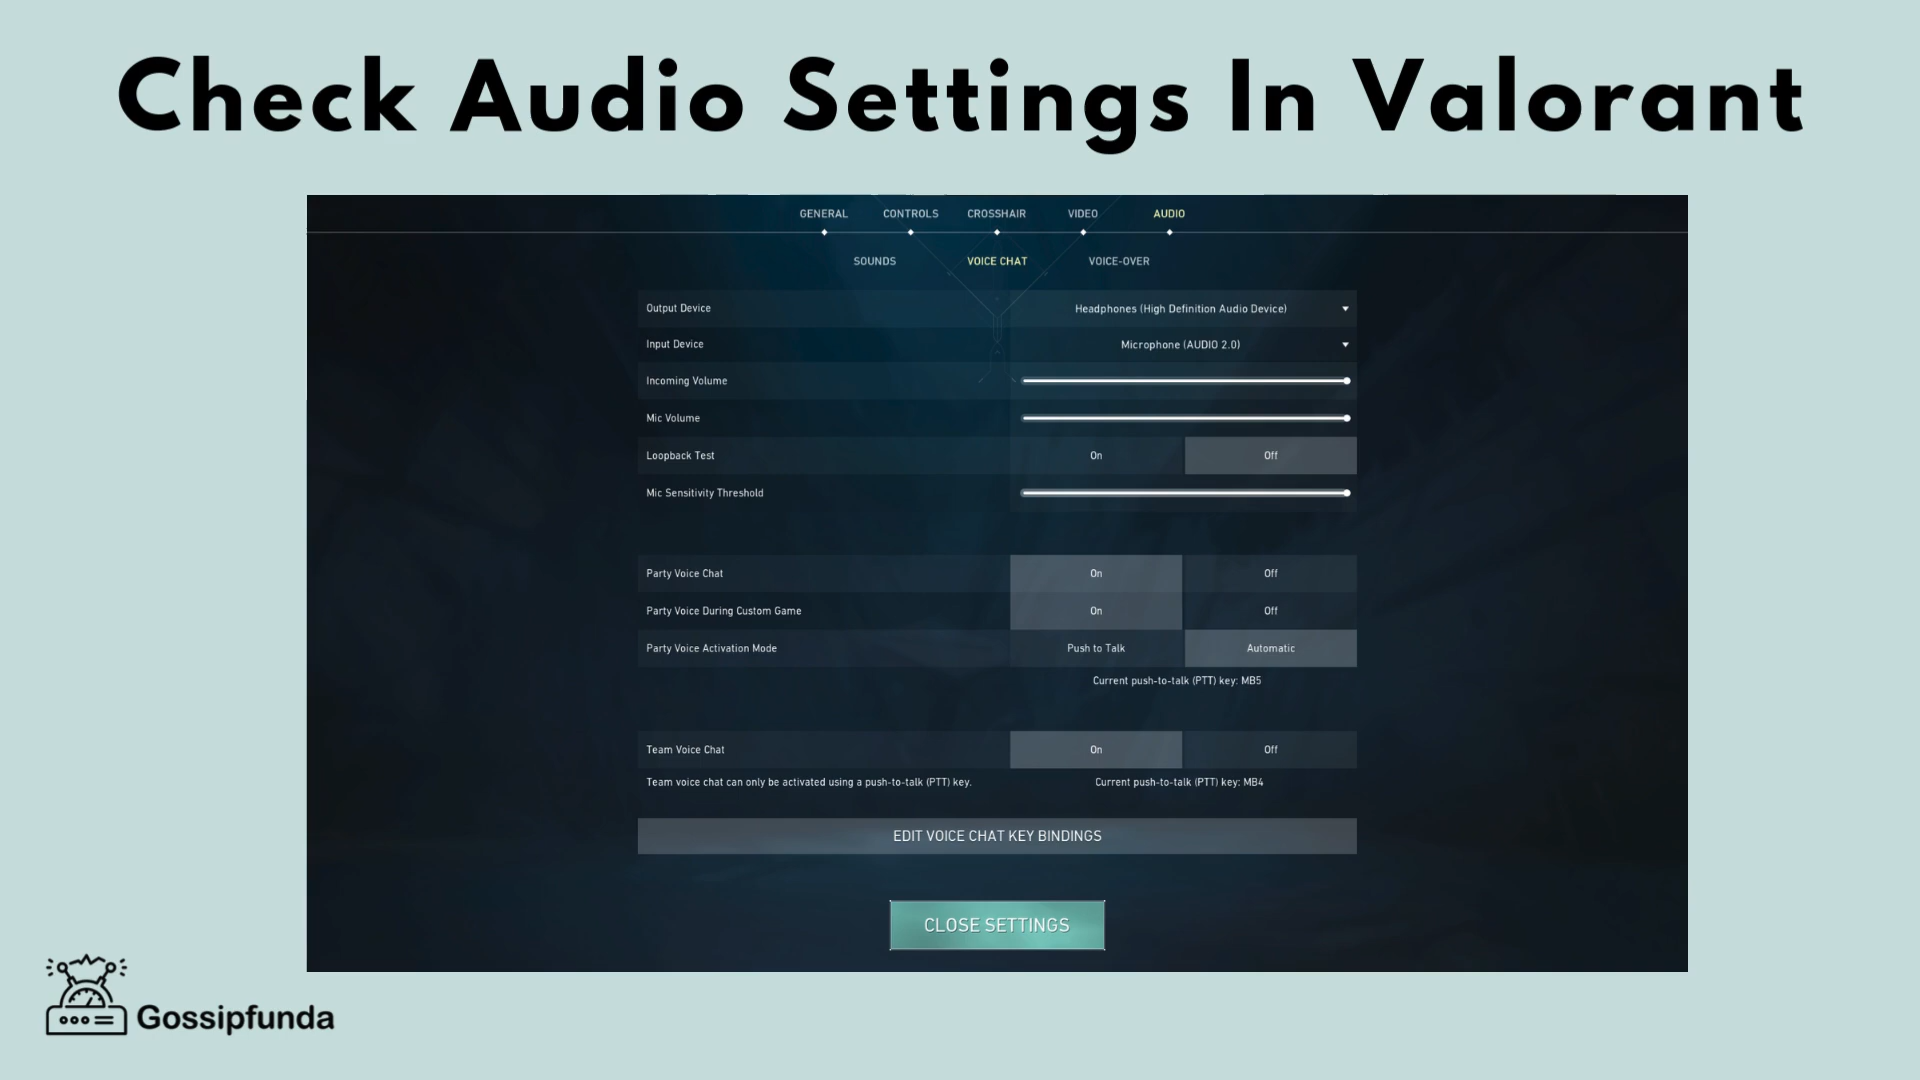 Check Audio Settings In Valorant
GENERAL CONTROLS CROSSHAIR VIDEO AUDIO
SOUNDS VOICE CHAT VOICE-OVER
Output Device Headphones (High Definition Audio Device)
Input Device Microphone (AUDIO 2.0)
Incoming Volume
Mic Volume
Loopback Test On Off
Mic Sensitivity Threshold
Party Voice Chat On Off
Party Voice During Custom Game On Off
Party Voice Activation Mode Push to Talk Automatic
Current push-to-talk (PTT) key: MB5
Team Voice Chat On Off
Team voice chat can only be activated using a push-to-talk (PTT) key. Current push-to-talk (PTT) key: MB4
EDIT VOICE CHAT KEY BINDINGS
CLOSE SETTINGS
Gossipfunda